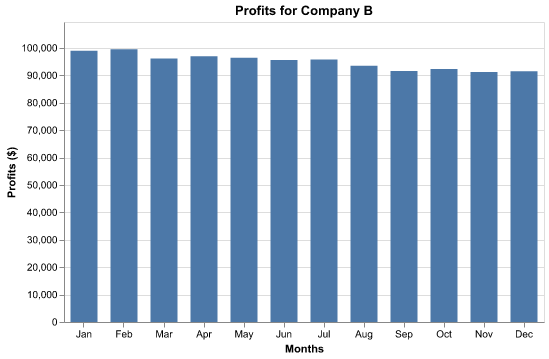 Profits for Company B
Profits ($)
100,000
90,000
80,000
70,000
60,000
50,000
40,000
30,000
20,000
10,000
0
Jan Feb Mar Apr May Jun Jul Aug Sep Oct Nov Dec
Months